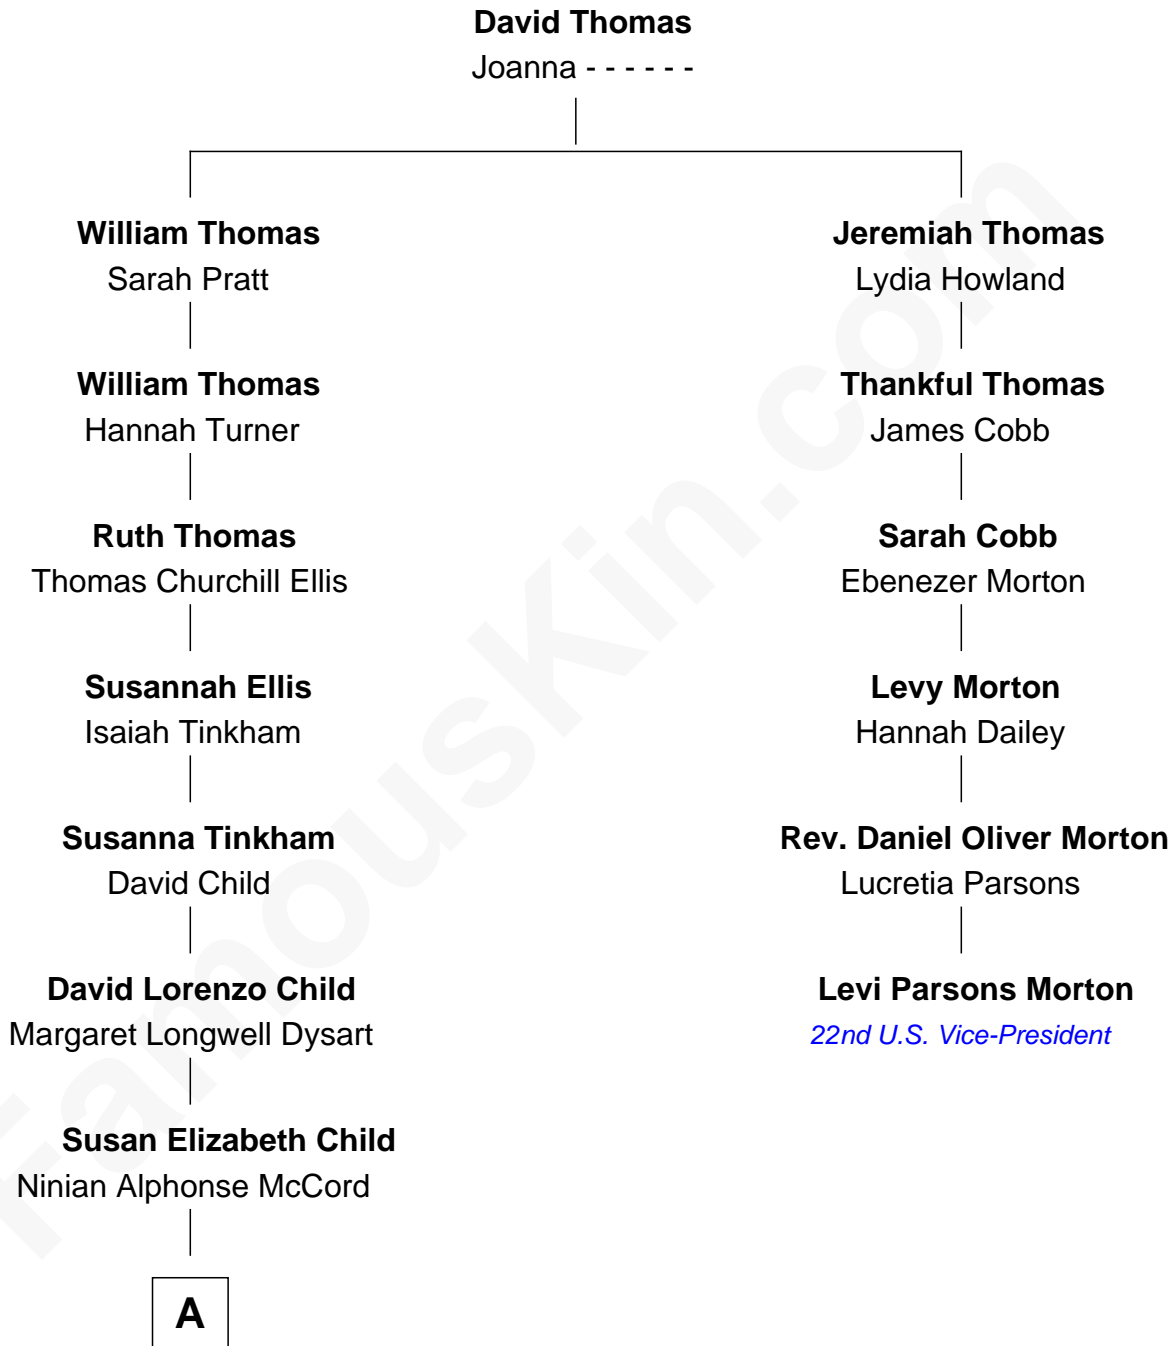 David Thomas
Joanna - - - - - -
William Thomas
Sarah Pratt
Jeremiah Thomas
Lydia Howland
William Thomas
Hannah Turner
Thankful Thomas
James Cobb
Ruth Thomas
Thomas Churchill Ellis
Sarah Cobb
Ebenezer Morton
Susannah Ellis
Isaiah Tinkham
Levy Morton
Hannah Dailey
Susanna Tinkham
David Child
Rev. Daniel Oliver Morton
Lucretia Parsons
David Lorenzo Child
Margaret Longwell Dysart
Levi Parsons Morton
22nd U.S. Vice-President
Susan Elizabeth Child
Ninian Alphonse McCord
A
FamousKin.com